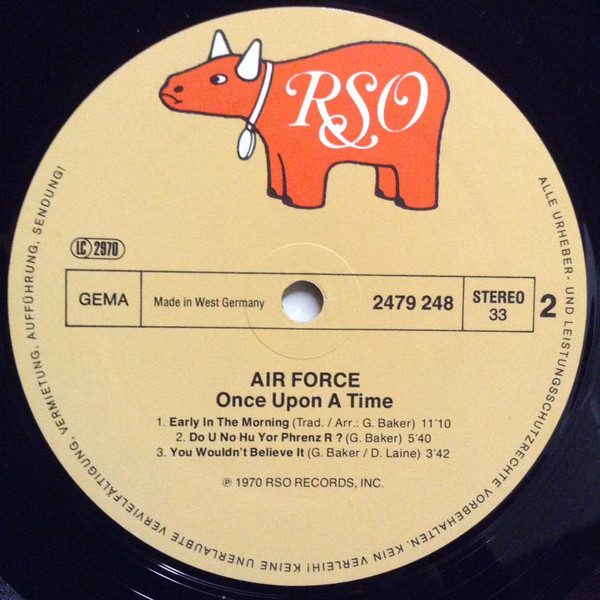 RSO
LC 2970
GEMA
Made in West Germany
2479 248
STEREO
33
2
AIR FORCE
Once Upon A Time
1. Early In The Morning (Trad. / Arr.: G. Baker) 11'10
2. Do U No Hu Yor Phrenz R ? (G. Baker) 5'40
3. You Wouldn't Believe It (G. Baker / D. Laine) 3'42
℗ 1970 RSO RECORDS, INC.
ALLE URHEBER- UND LEISTUNGSSCHUTZRECHTE VORBEHALTEN. KEIN VERLEIH! KEINE UNERLAUBTE VERVIELFÄLTIGUNG, VERMIETUNG, AUFFÜHRUNG, SENDUNG!